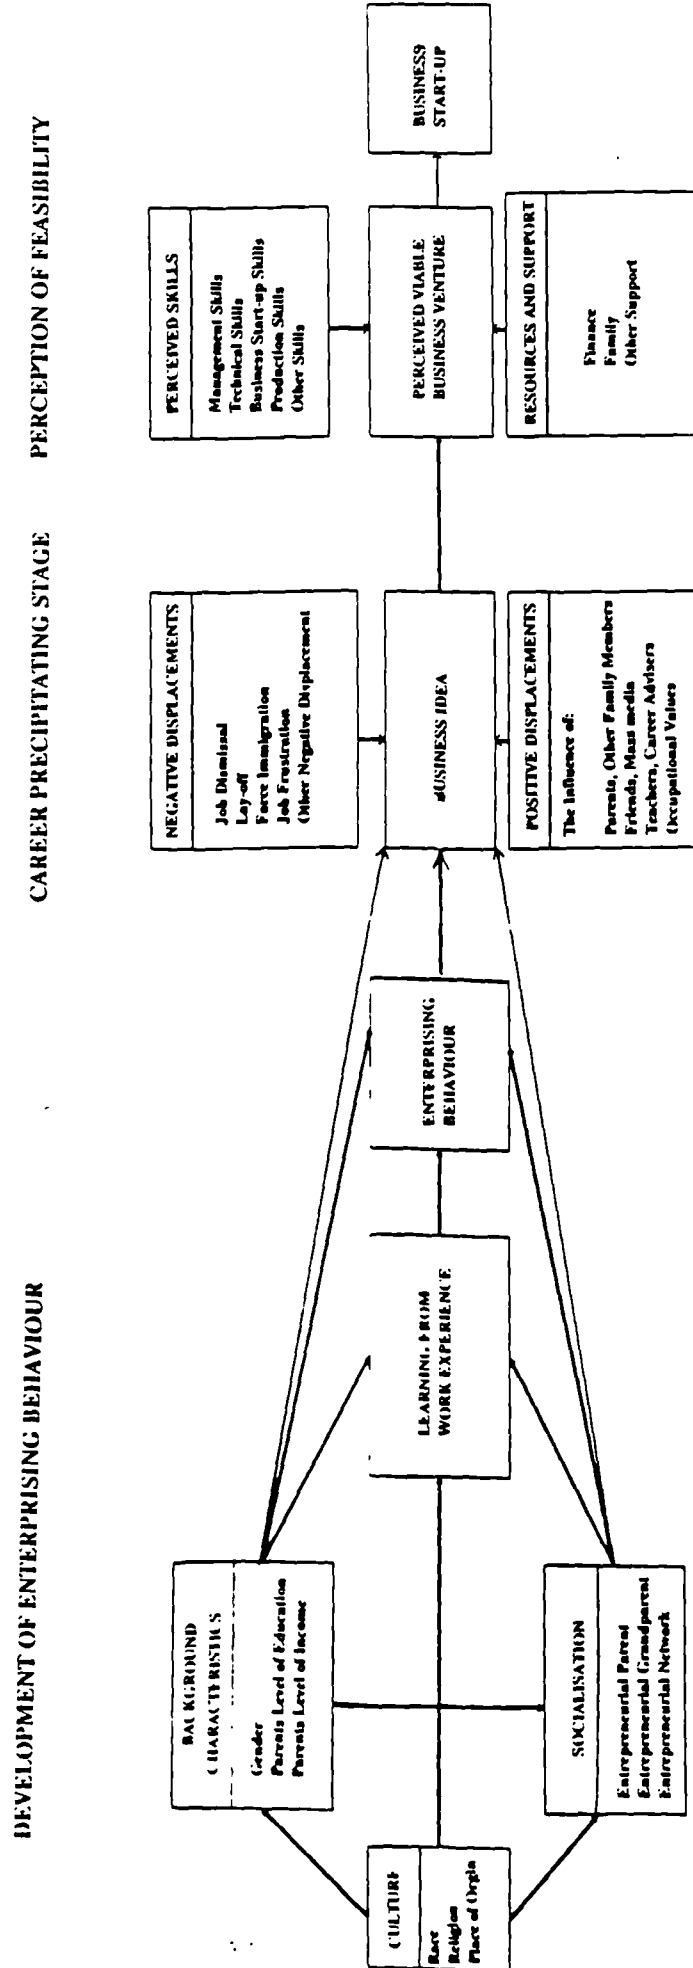 DEVELOPMENT OF ENTERPRISING BEHAVIOUR
CAREER PRECIPITATING STAGE
PERCEPTION OF FEASIBILITY
CULTURE
Race
Religion
Place of Orgin
BACKGROUND
CHARACTERISTICS
Gender
Parents Level of Education
Parents Level of Income
SOCIALISATION
Entrepreneurial Parent
Entrepreneurial Grandparent
Entrepreneurial Network
LEARNING FROM
WORK EXPERIENCE
ENTERPRISING
BEHAVIOUR
NEGATIVE DISPLACEMENTS
Job Dismissal
Lay-off
Force Immigration
Job Frustration
Other Negative Displacement
BUSINESS IDEA
POSITIVE DISPLACEMENTS
The Influence of:
Parents, Other Family Members
Friends, Mass media
Teachers, Career Advisers
Occupational Values
PERCEIVED SKILLS
Management Skills
Technical Skills
Business Start-up Skills
Production Skills
Other Skills
PERCEIVED VIABLE
BUSINESS VENTURE
RESOURCES AND SUPPORT
Finance
Family
Other Support
BUSINESS
START-UP